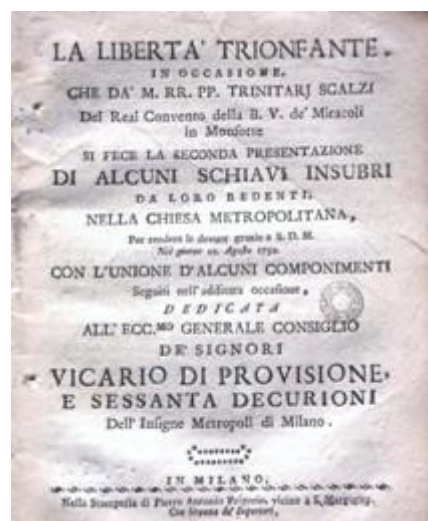 LA LIBERTA' TRIONFANTE.
IN OCCASIONE,
CHE DA' M. RR. PP. TRINITARJ SCALZI
Del Real Convento della B. V. de' Miracoli
in Monforte
SI FECE LA SECONDA PRESENTAZIONE
DI ALCUNI SCHIAVI INSUBRI
DA LORO REDENTI,
NELLA CHIESA METROPOLITANA,
Per rendere le dovute grazie a S. D. M.
Nel giorno Agosto
CON L'UNIONE D'ALCUNI COMPONIMENTI
Seguiti nell'addietra occasione,
DEDICATA
ALL' ECC.MO GENERALE CONSIGLIO
DE' SIGNORI
VICARIO DI PROVISIONE,
E SESSANTA DECURIONI
Dell' Insigne Metropoli di Milano.
IN MILANO,
Nella Stamperia di Pietro Antonio vicino a S.
Con licenza de' Superiori,